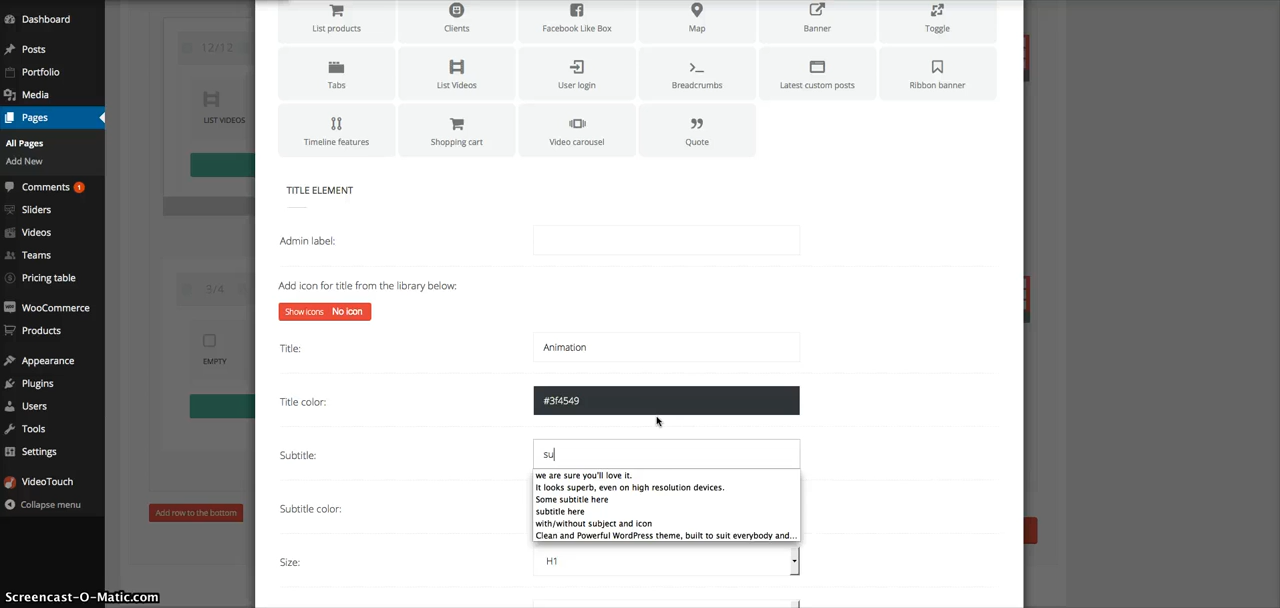 Dashboard
Posts
Portfolio
Media
Pages
All Pages
Add New
Comments 1
Sliders
Videos
Teams
Pricing table
WooCommerce
Products
Appearance
Plugins
Users
Tools
Settings
VideoTouch
Collapse menu
12/12
LIST VIDEOS
3/4
EMPTY
Add row to the bottom
List products Clients Facebook Like Box Map Banner Toggle
Tabs List Videos User login Breadcrumbs Latest custom posts Ribbon banner
Timeline features Shopping cart Video carousel Quote
TITLE ELEMENT
Admin label:
Add icon for title from the library below:
Show icons No icon
Title: Animation
Title color: #3f4549
Subtitle: su
we are sure you'll love it.
It looks superb, even on high resolution devices.
Some subtitle here
subtitle here
with/without subject and icon
Clean and Powerful WordPress theme, built to suit everybody and...
Subtitle color:
Size: H1
Screencast-O-Matic.com